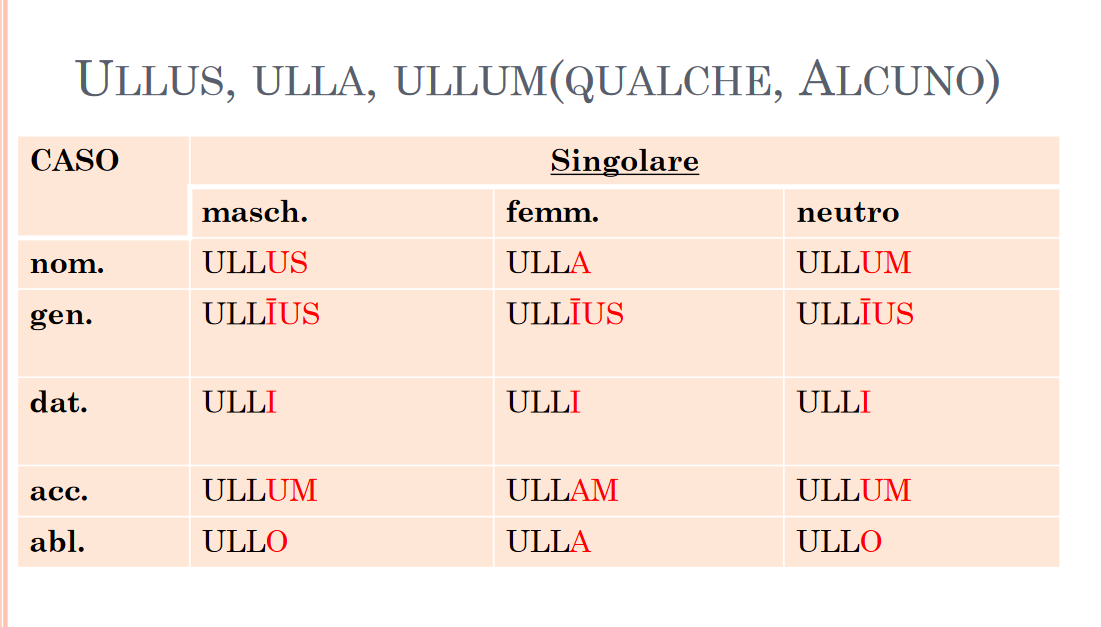 ULLUS, ULLA, ULLUM(QUALCHE, ALCUNO)
CASO Singolare
masch. femm. neutro
nom. ULLUS ULLA ULLUM
gen. ULLĪUS ULLĪUS ULLĪUS
dat. ULLI ULLI ULLI
acc. ULLUM ULLAM ULLUM
abl. ULLO ULLA ULLO